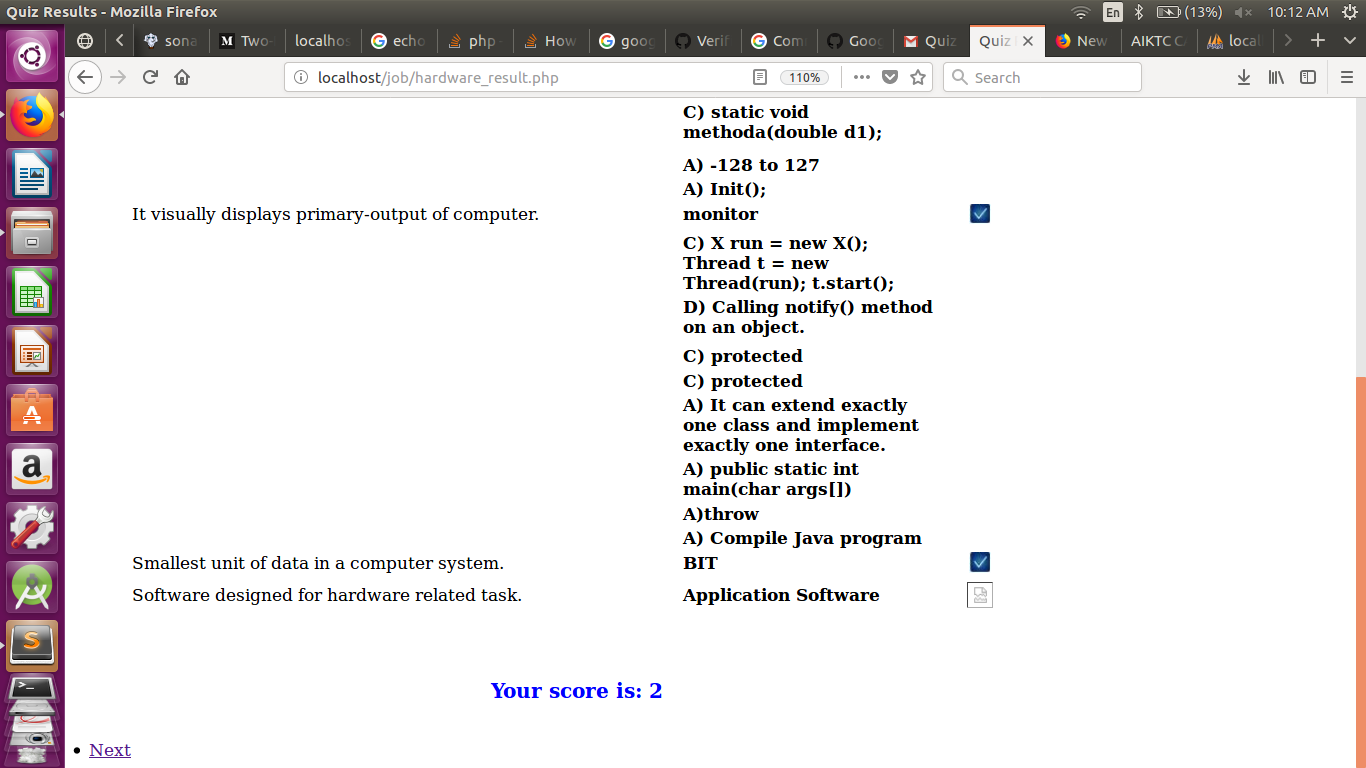 Quiz Results - Mozilla Firefox
En
(13%)
10:12 AM
sona
Two-
localhos
echo
php -
How
goog
Verif
Com
Goog
Quiz
Quiz
New
AIKTC C
local
localhost/job/hardware_result.php
110%
Search
C) static void
methoda(double d1);
A) -128 to 127
A) Init();
It visually displays primary-output of computer.
monitor
C) X run = new X();
Thread t = new
Thread(run); t.start();
D) Calling notify() method
on an object.
C) protected
C) protected
A) It can extend exactly
one class and implement
exactly one interface.
A) public static int
main(char args[])
A)throw
A) Compile Java program
Smallest unit of data in a computer system.
BIT
Software designed for hardware related task.
Application Software
Your score is: 2
Next